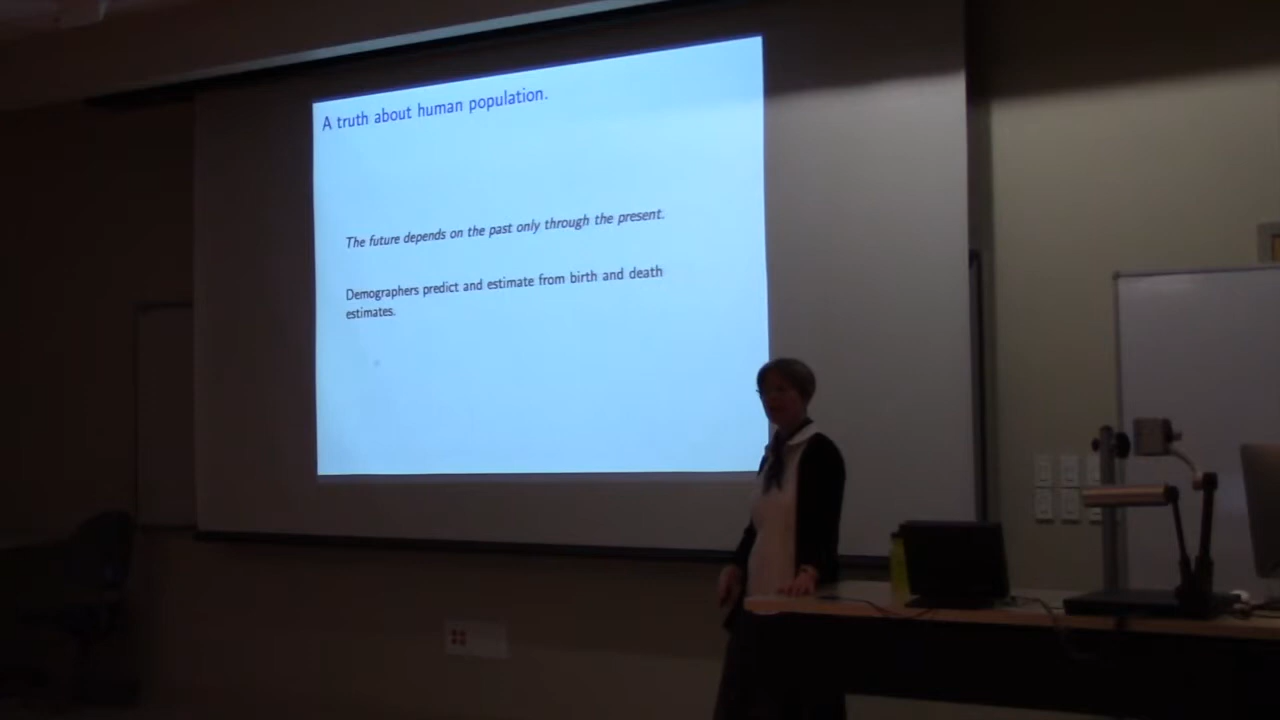 A truth about human population.
The future depends on the past only through the present.
Demographers predict and estimate from birth and death
estimates.